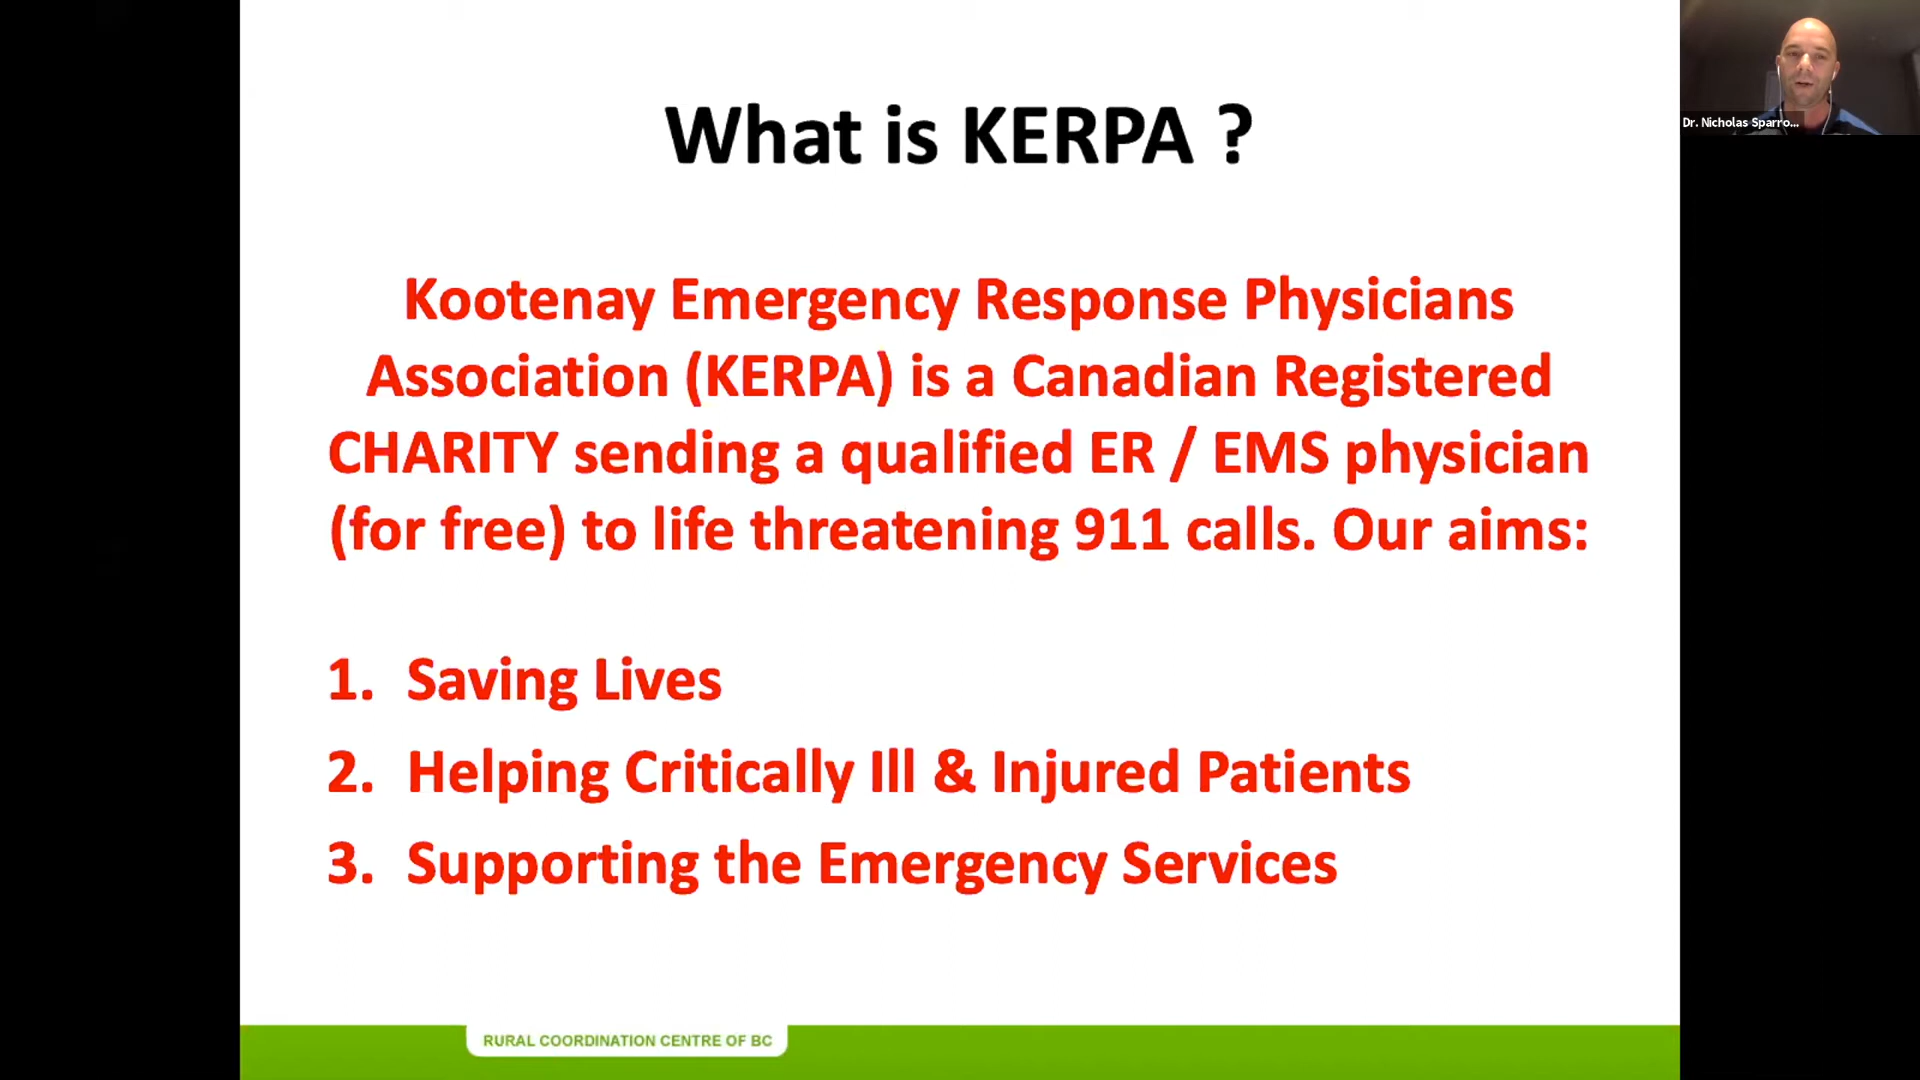 What is KERPA ?
Dr. Nicholas Sparro...
Kootenay Emergency Response Physicians
Association (KERPA) is a Canadian Registered
CHARITY sending a qualified ER / EMS physician
(for free) to life threatening 911 calls. Our aims:
1. Saving Lives
2. Helping Critically Ill & Injured Patients
3. Supporting the Emergency Services
RURAL COORDINATION CENTRE OF BC